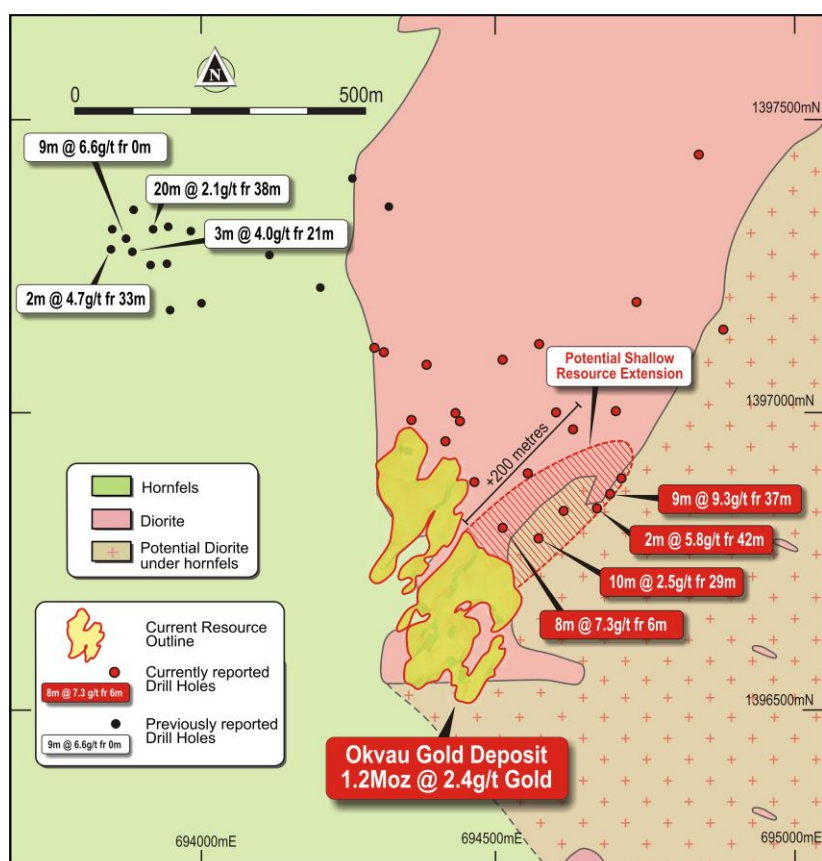 N
0 500m
1397500mN
9m @ 6.6g/t fr 0m
20m @ 2.1g/t fr 38m
3m @ 4.0g/t fr 21m
2m @ 4.7g/t fr 33m
Potential Shallow
Resource Extension
1397000mN
+200 metres
9m @ 9.3g/t fr 37m
2m @ 5.8g/t fr 42m
10m @ 2.5g/t fr 29m
8m @ 7.3g/t fr 6m
Hornfels
Diorite
Potential Diorite
under hornfels
Current Resource
Outline
Currently reported
Drill Holes
8m @ 7.3 g/t fr 6m
Previously reported
Drill Holes
9m @ 6.6g/t fr 0m
1396500mN
Okvau Gold Deposit
1.2Moz @ 2.4g/t Gold
694000mE
694500mE
695000mE